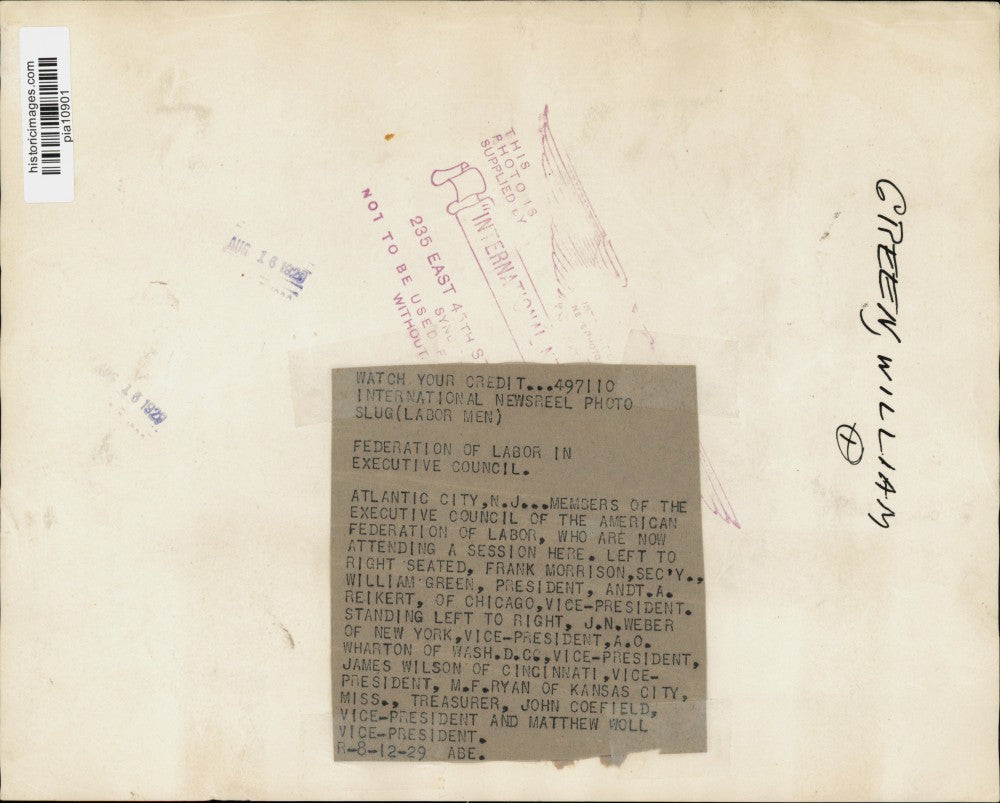 historicimages.com
pia10901
THIS
PHOTO IS
SUPPLIED BY
"INTERNATIONAL
235 EAST 45TH
NOT TO BE USED
WITHOUT
AUG 16 1929
1929
GREEN, WILLIAM
WATCH YOUR CREDIT...497110
INTERNATIONAL NEWSREEL PHOTO
SLUG(LABOR MEN)
FEDERATION OF LABOR IN
EXECUTIVE COUNCIL.
ATLANTIC CITY,N.J...MEMBERS OF THE
EXECUTIVE COUNCIL OF THE AMERICAN
FEDERATION OF LABOR, WHO ARE NOW
ATTENDING A SESSION HERE. LEFT TO
RIGHT SEATED, FRANK MORRISON,SEC'Y.,
WILLIAM GREEN, PRESIDENT, ANDT.A.
REIKERT, OF CHICAGO,VICE-PRESIDENT.
STANDING LEFT TO RIGHT, J.N.WEBER
OF NEW YORK,VICE-PRESIDENT,A.O.
WHARTON OF WASH.D.C.,VICE-PRESIDENT,
JAMES WILSON OF CINCINNATI,VICE-
PRESIDENT, M.F.RYAN OF KANSAS CITY,
MISS., TREASURER, JOHN COEFIELD,
VICE-PRESIDENT AND MATTHEW WOLL
VICE-PRESIDENT.
R-8-12-29 ABE.